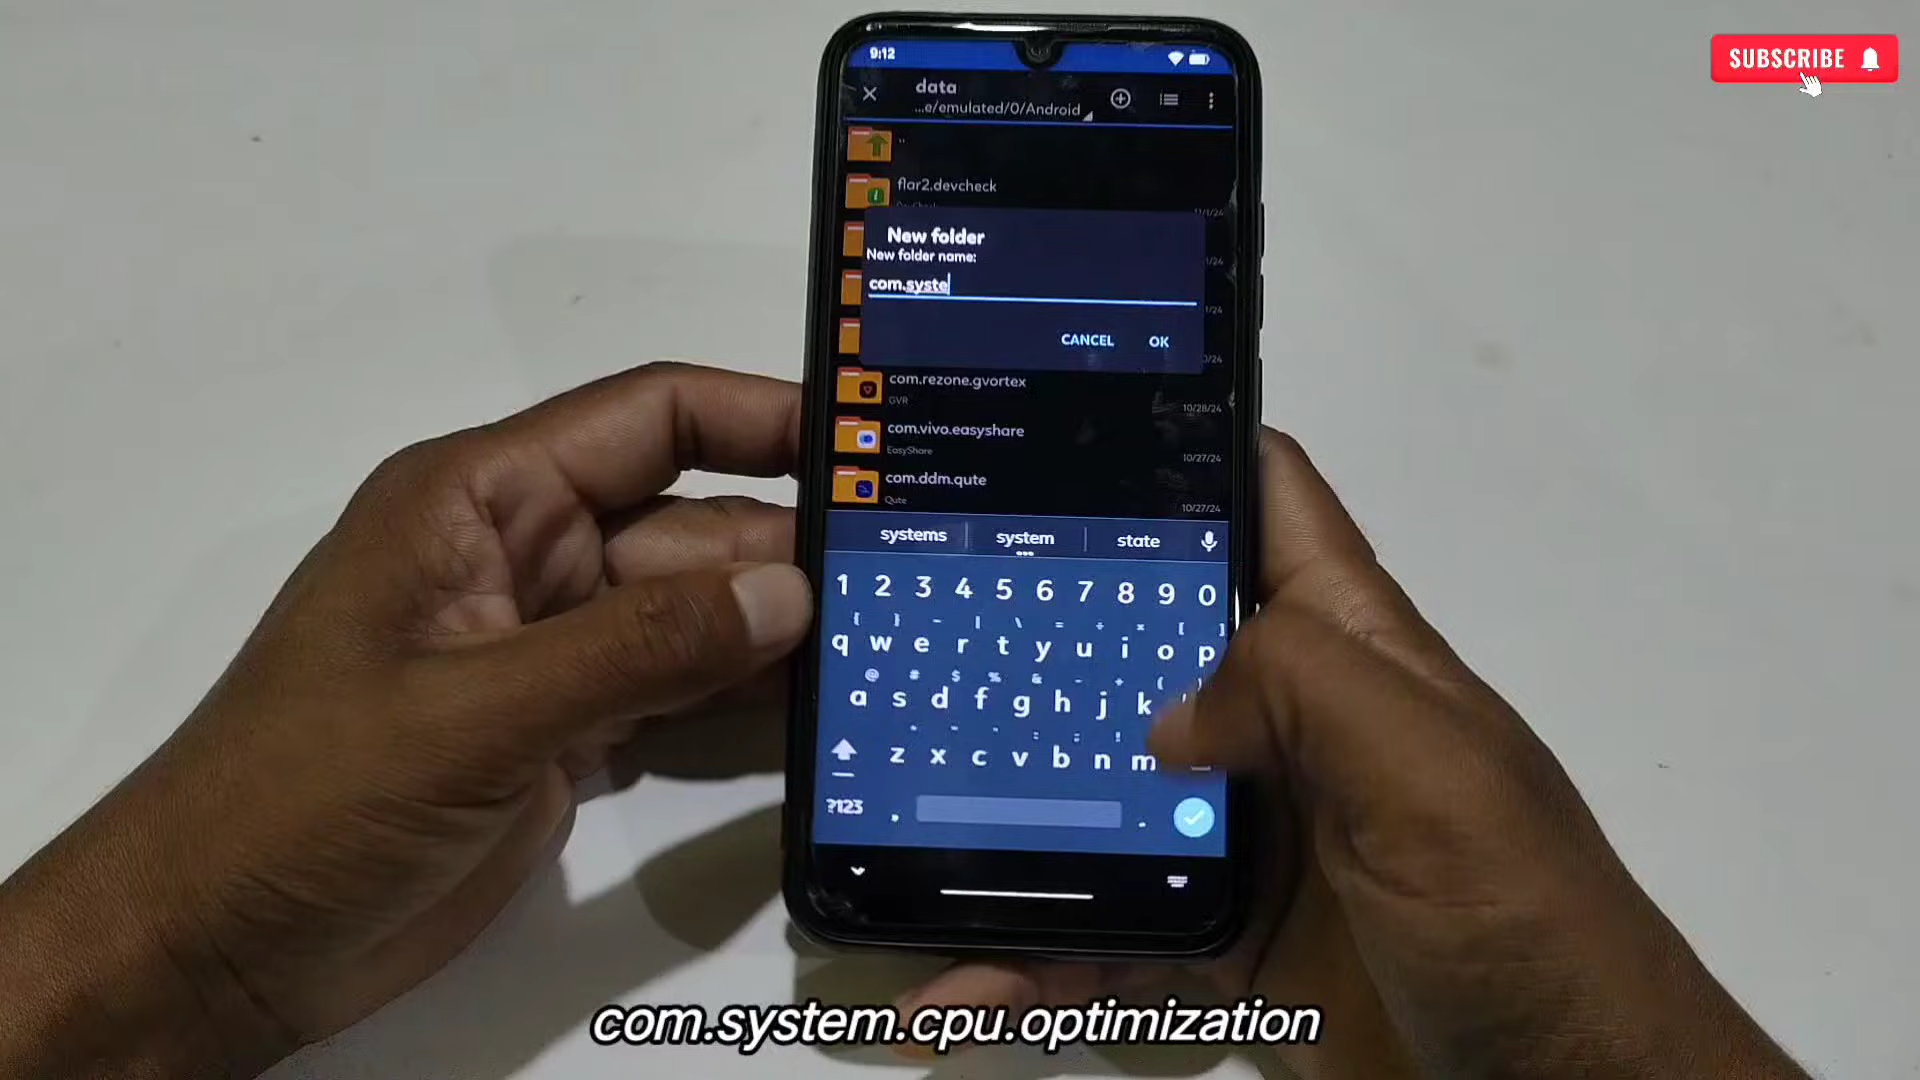 SUBSCRIBE
9:12
data
...e/emulated/0/Android
..
flar2.devcheck
New folder
New folder name:
com.syste
CANCEL OK
com.rezone.gvortex
GVR
10/28/24
com.vivo.easyshare
EasyShare
10/27/24
com.ddm.qute
Qute
10/27/24
systems system state
1 2 3 4 5 6 7 8 9 0
q w e r t y u i o p
a s d f g h j k
z x c v b n m
?123 , .
com.system.cpu.optimization